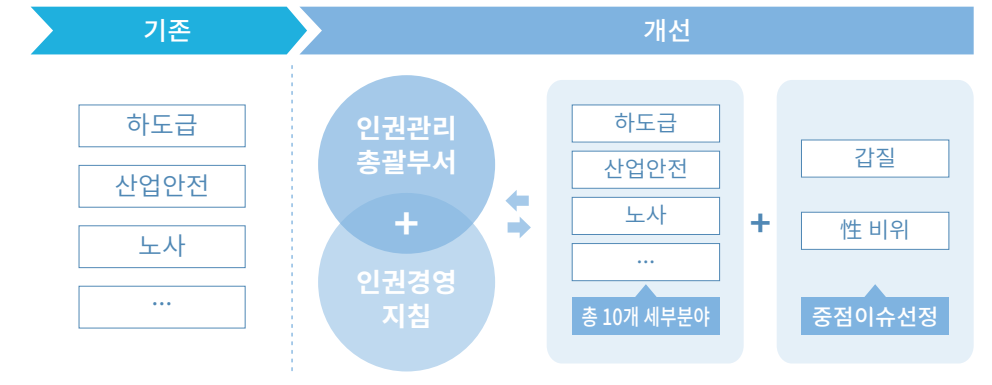 기존
개선
하도급
산업안전
노사
...
인권관리
총괄부서
+
인권경영
지침
하도급
산업안전
노사
...
총 10개 세부분야
+
갑질
性 비위
중점이슈선정